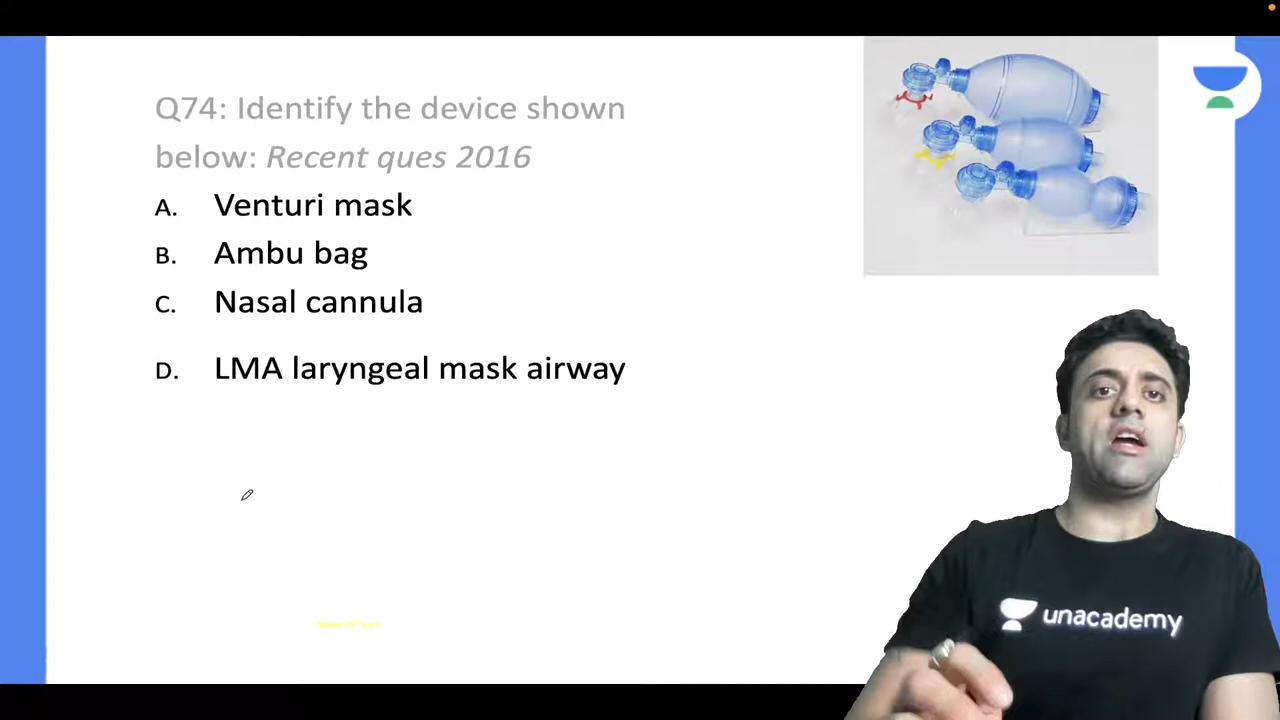 Q74: Identify the device shown
below: Recent ques 2016
A. Venturi mask
B. Ambu bag
C. Nasal cannula
D. LMA laryngeal mask airway
unacademy